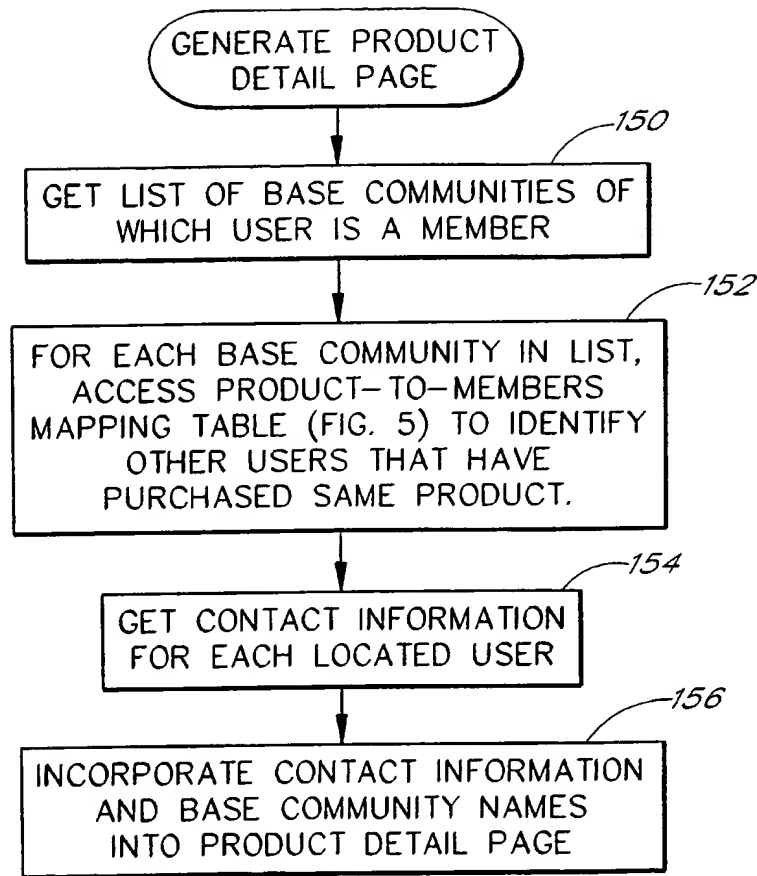 GENERATE PRODUCT
DETAIL PAGE
150
GET LIST OF BASE COMMUNITIES OF
WHICH USER IS A MEMBER
152
FOR EACH BASE COMMUNITY IN LIST,
ACCESS PRODUCT-TO-MEMBERS
MAPPING TABLE (FIG. 5) TO IDENTIFY
OTHER USERS THAT HAVE
PURCHASED SAME PRODUCT.
154
GET CONTACT INFORMATION
FOR EACH LOCATED USER
156
INCORPORATE CONTACT INFORMATION
AND BASE COMMUNITY NAMES
INTO PRODUCT DETAIL PAGE